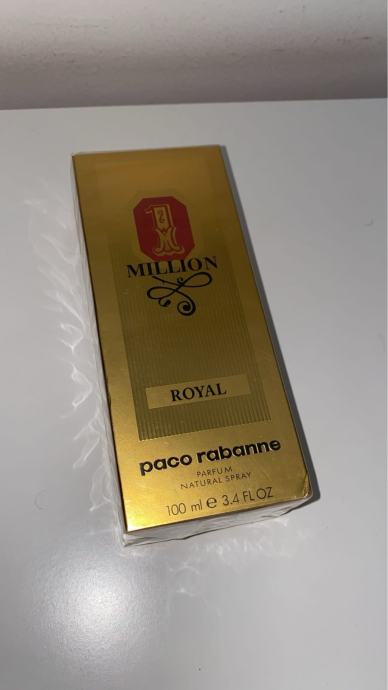 1
MILLION
ROYAL
paco rabanne
PARFUM
NATURAL SPRAY
100 ml ℮ 3.4 FL OZ